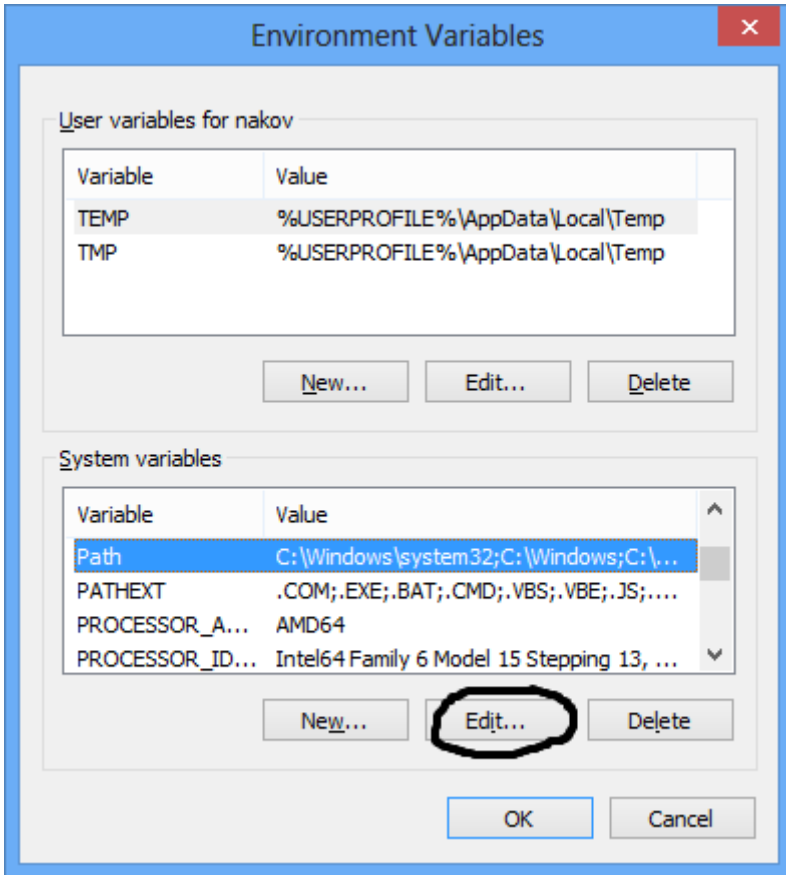 Environment Variables
User variables for nakov
Variable Value
TEMP %USERPROFILE%\AppData\Local\Temp
TMP %USERPROFILE%\AppData\Local\Temp
New... Edit... Delete
System variables
Variable Value
Path C:\Windows\system32;C:\Windows;C:\...
PATHEXT .COM;.EXE;.BAT;.CMD;.VBS;.VBE;.JS;....
PROCESSOR_A... AMD64
PROCESSOR_ID... Intel64 Family 6 Model 15 Stepping 13, ...
New... Edit... Delete
OK Cancel